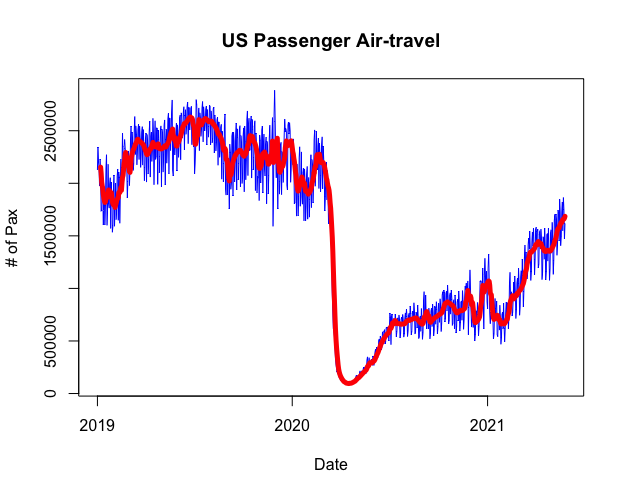 US Passenger Air-travel
# of Pax
2500000
1500000
500000
0
2019 2020 2021
Date